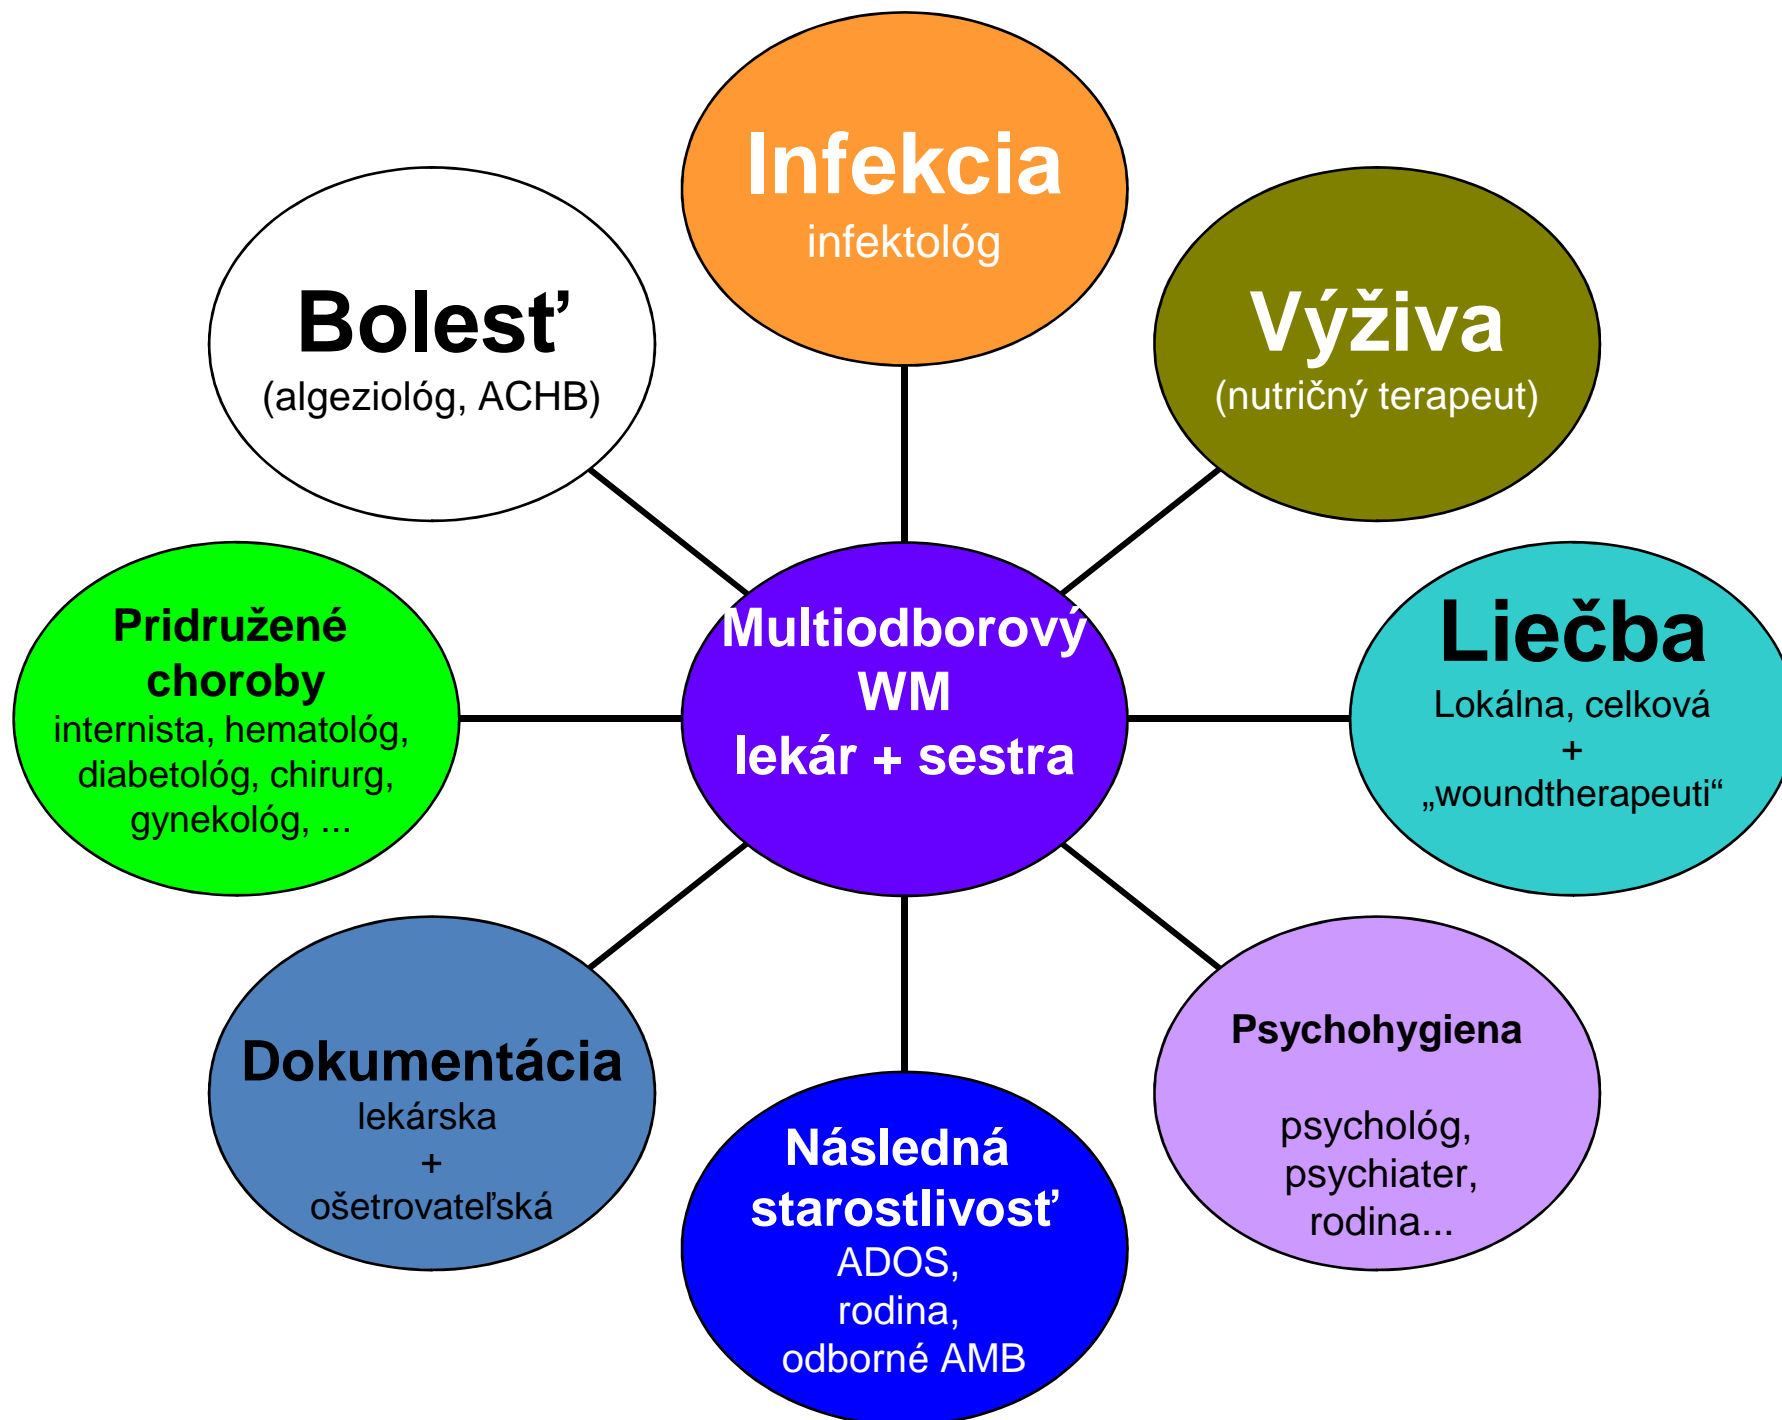 Infekcia
infektológ
Bolesť
(algeziológ, ACHB)
Výživa
(nutričný terapeut)
Pridružené
choroby
internista, hematológ,
diabetológ, chirurg,
gynekológ, ...
Multiodborový
WM
lekár + sestra
Liečba
Lokálna, celková
+
„woundtherapeuti“
Dokumentácia
lekárska
+
ošetrovateľská
Následná
starostlivosť
ADOS,
rodina,
odborné AMB
Psychohygiena
psychológ,
psychiater,
rodina...